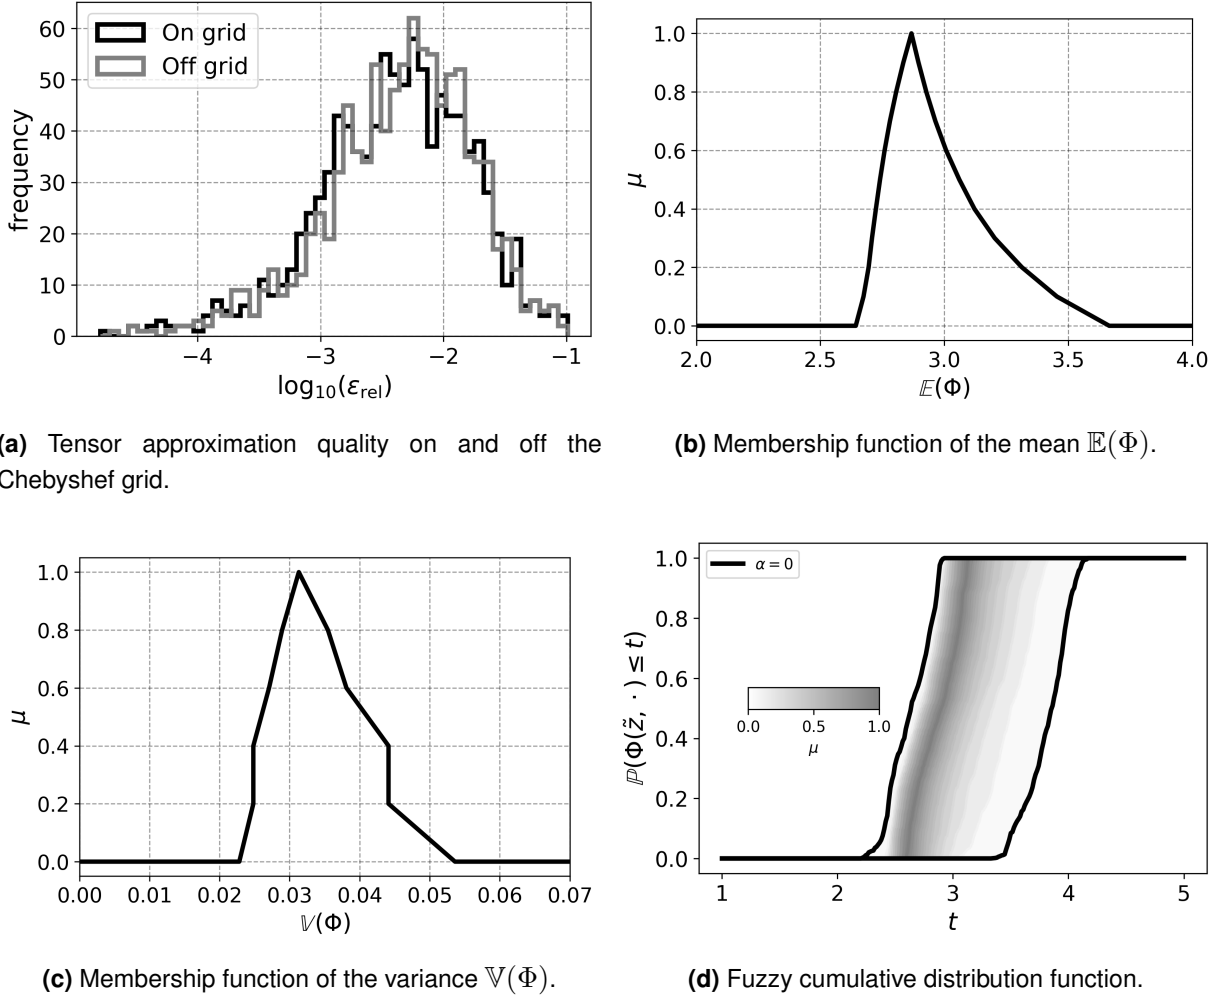 On grid
Off grid
frequency
60
50
40
30
20
10
0
−4
−3
−2
−1
log₁₀(ε_rel)
(a) Tensor approximation quality on and off the
Chebyshef grid.
μ
1.0
0.8
0.6
0.4
0.2
0.0
2.0
2.5
3.0
3.5
4.0
𝔼(Φ)
(b) Membership function of the mean 𝔼(Φ).
μ
1.0
0.8
0.6
0.4
0.2
0.0
0.00
0.01
0.02
0.03
0.04
0.05
0.06
0.07
𝕍(Φ)
(c) Membership function of the variance 𝕍(Φ).
α = 0
ℙ(Φ(z̃, ·) ≤ t)
1.0
0.8
0.6
0.4
0.2
0.0
0.0
0.5
1.0
μ
1
2
3
4
5
t
(d) Fuzzy cumulative distribution function.